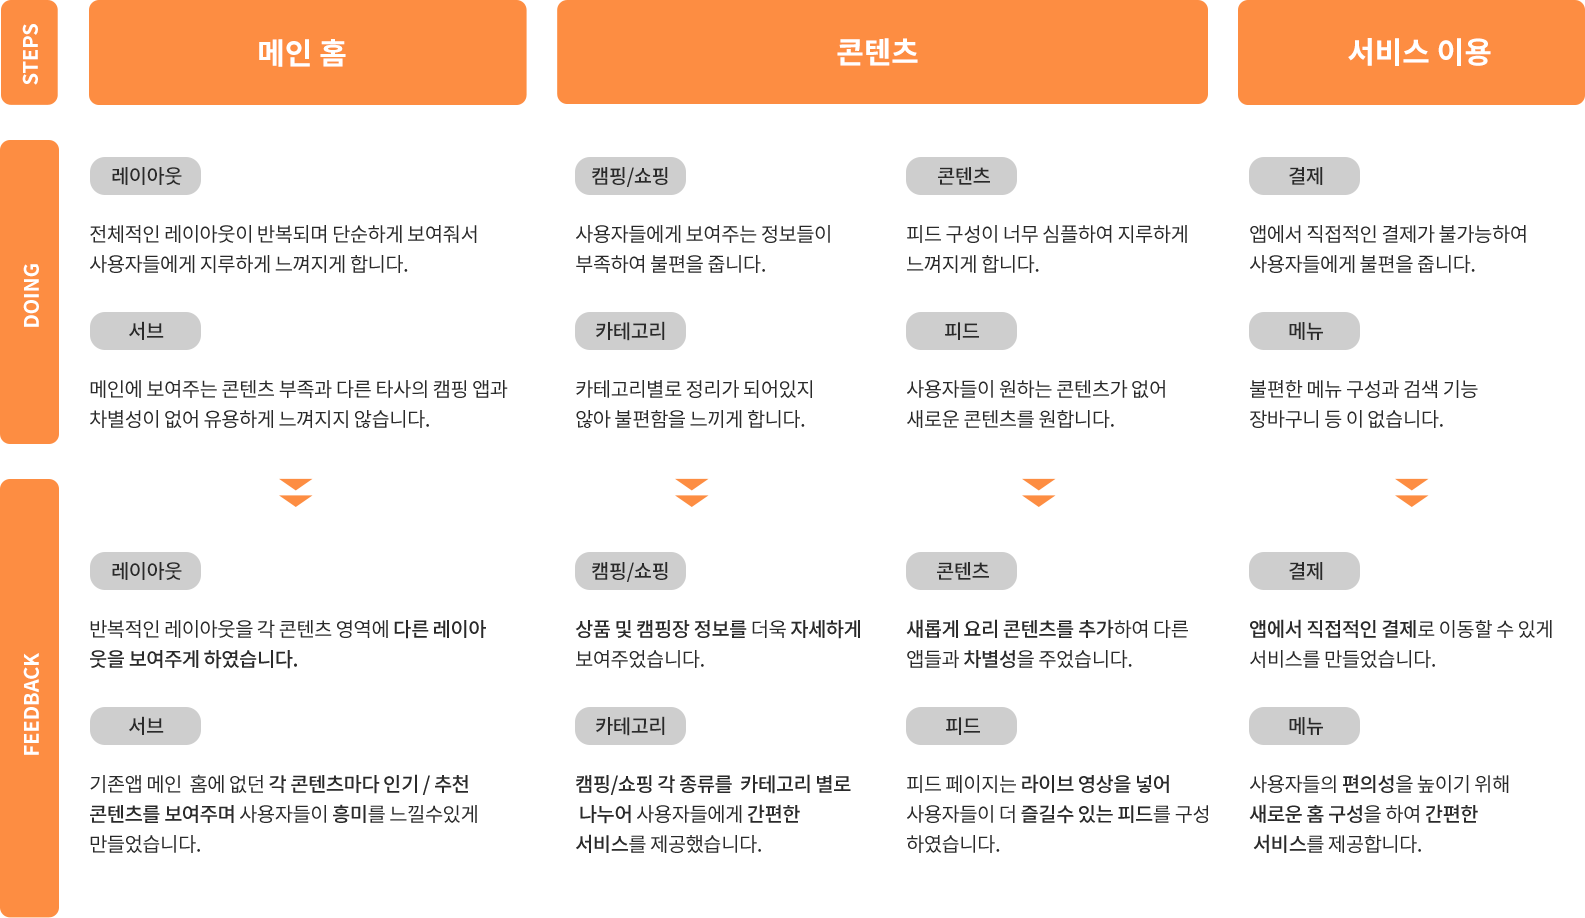 STEPS
메인 홈
콘텐츠
서비스 이용
DOING
레이아웃
전체적인 레이아웃이 반복되며 단순하게 보여줘서
사용자들에게 지루하게 느껴지게 합니다.
서브
메인에 보여주는 콘텐츠 부족과 다른 타사의 캠핑 앱과
차별성이 없어 유용하게 느껴지지 않습니다.
캠핑/쇼핑
사용자들에게 보여주는 정보들이
부족하여 불편을 줍니다.
카테고리
카테고리별로 정리가 되어있지
않아 불편함을 느끼게 합니다.
콘텐츠
피드 구성이 너무 심플하여 지루하게
느껴지게 합니다.
피드
사용자들이 원하는 콘텐츠가 없어
새로운 콘텐츠를 원합니다.
결제
앱에서 직접적인 결제가 불가능하여
사용자들에게 불편을 줍니다.
메뉴
불편한 메뉴 구성과 검색 기능
장바구니 등 이 없습니다.
FEEDBACK
레이아웃
반복적인 레이아웃을 각 콘텐츠 영역에 다른 레이아
웃을 보여주게 하였습니다.
서브
기존앱 메인 홈에 없던 각 콘텐츠마다 인기 / 추천
콘텐츠를 보여주며 사용자들이 흥미를 느낄수있게
만들었습니다.
캠핑/쇼핑
상품 및 캠핑장 정보를 더욱 자세하게
보여주었습니다.
카테고리
캠핑/쇼핑 각 종류를 카테고리 별로
나누어 사용자들에게 간편한
서비스를 제공했습니다.
콘텐츠
새롭게 요리 콘텐츠를 추가하여 다른
앱들과 차별성을 주었습니다.
피드
피드 페이지는 라이브 영상을 넣어
사용자들이 더 즐길수 있는 피드를 구성
하였습니다.
결제
앱에서 직접적인 결제로 이동할 수 있게
서비스를 만들었습니다.
메뉴
사용자들의 편의성을 높이기 위해
새로운 홈 구성을 하여 간편한
서비스를 제공합니다.